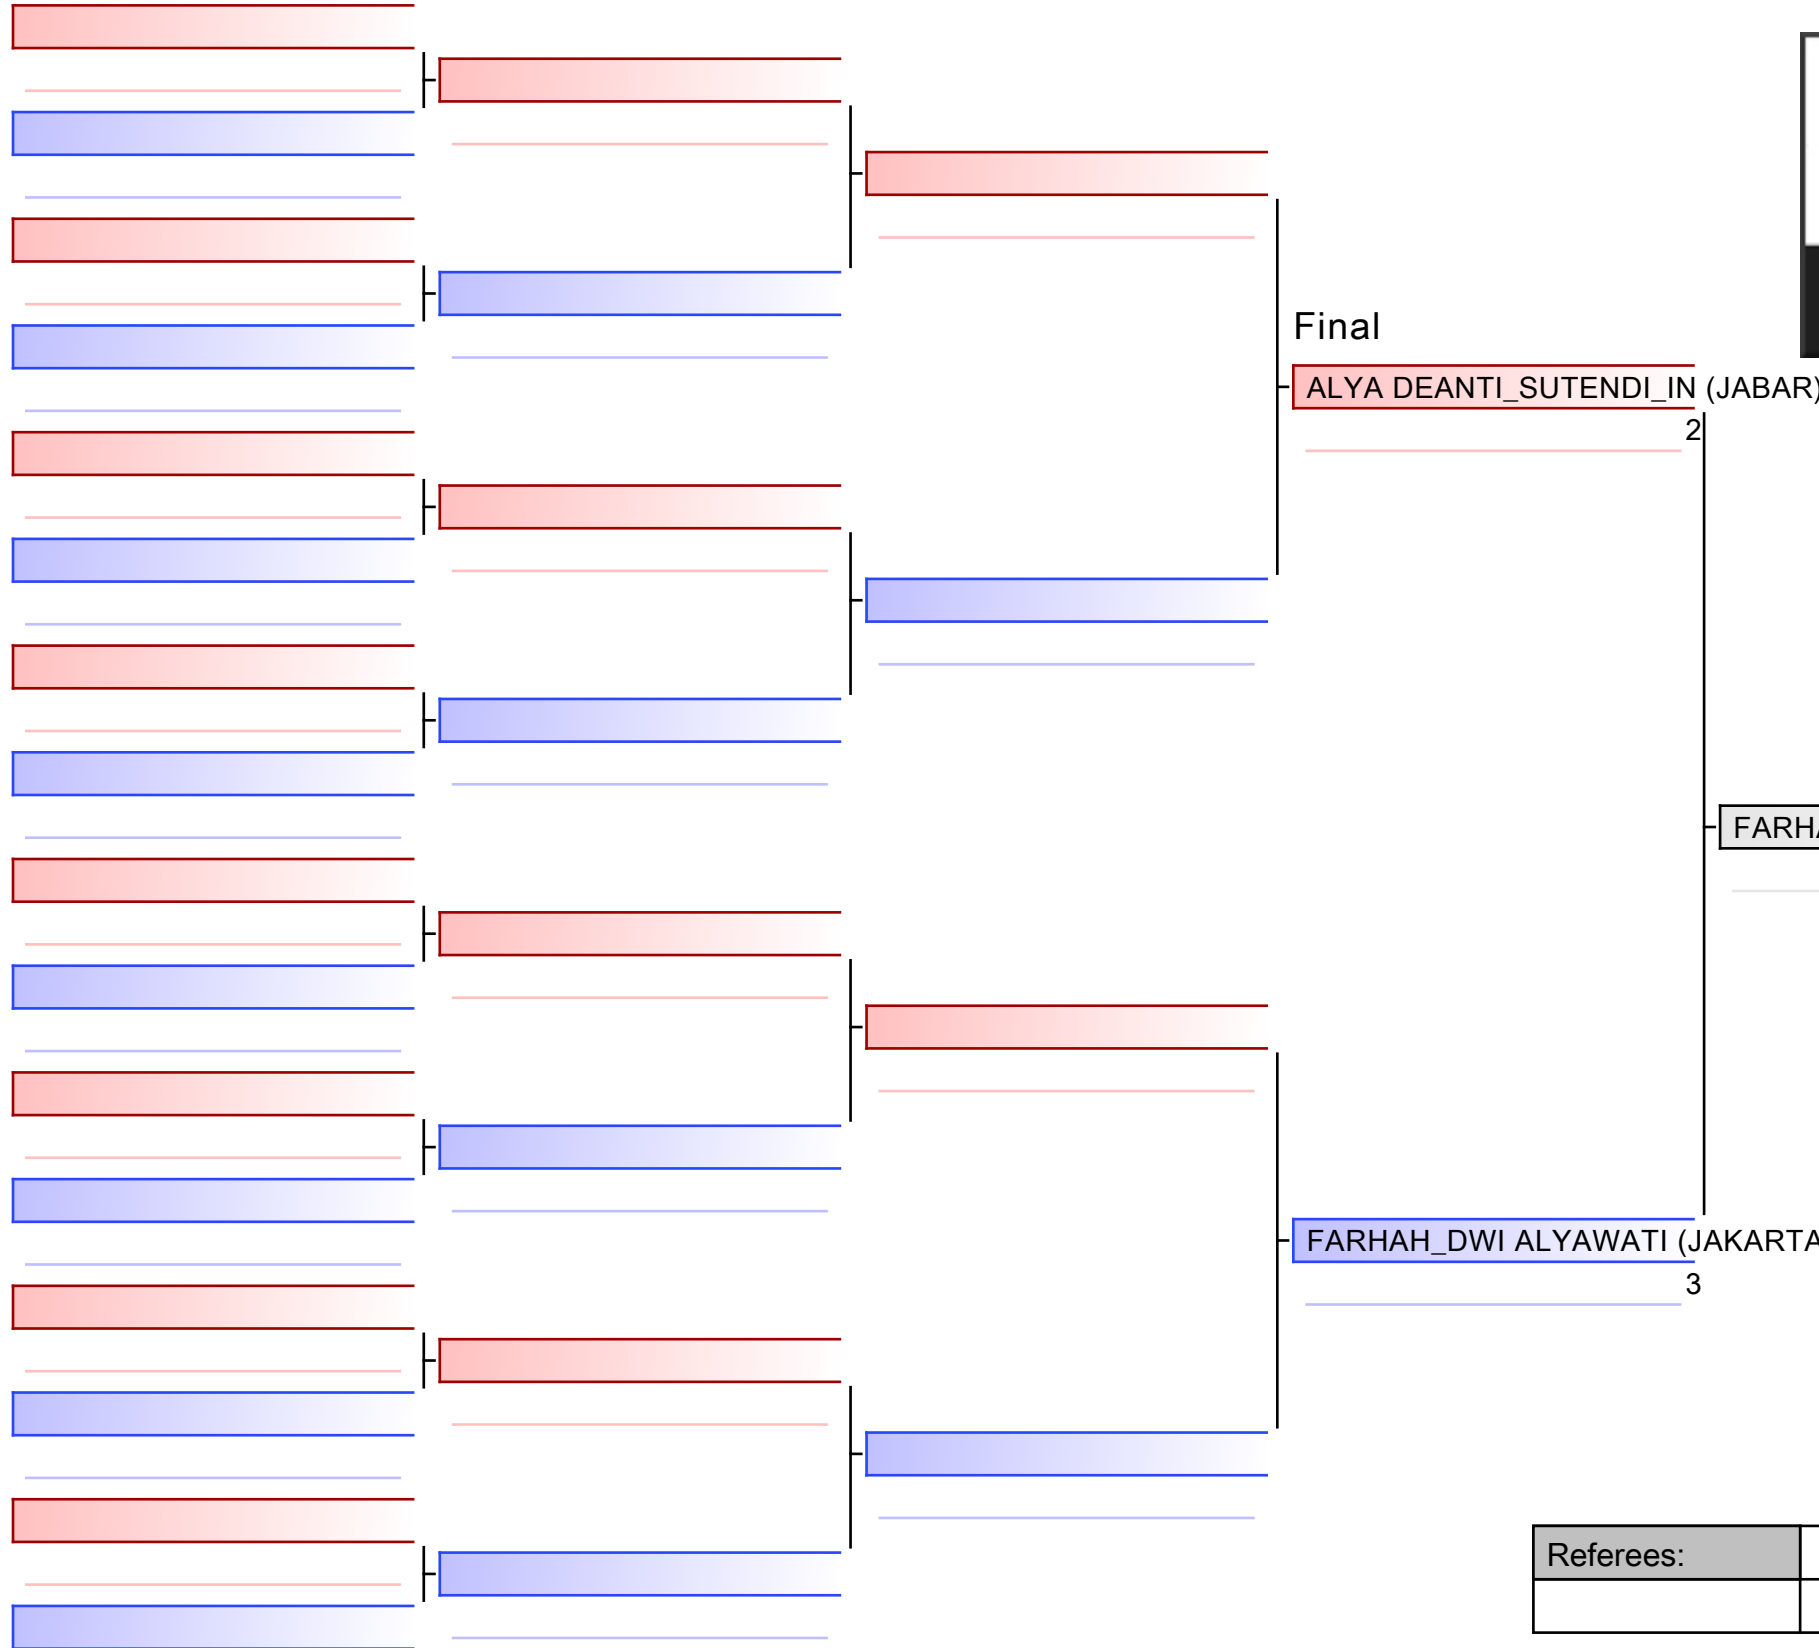 Final
ALYA DEANTI_SUTENDI_IN (JABAR)
2
FARHAH_DWI ALYAWATI (JAKARTA
3
Referees: